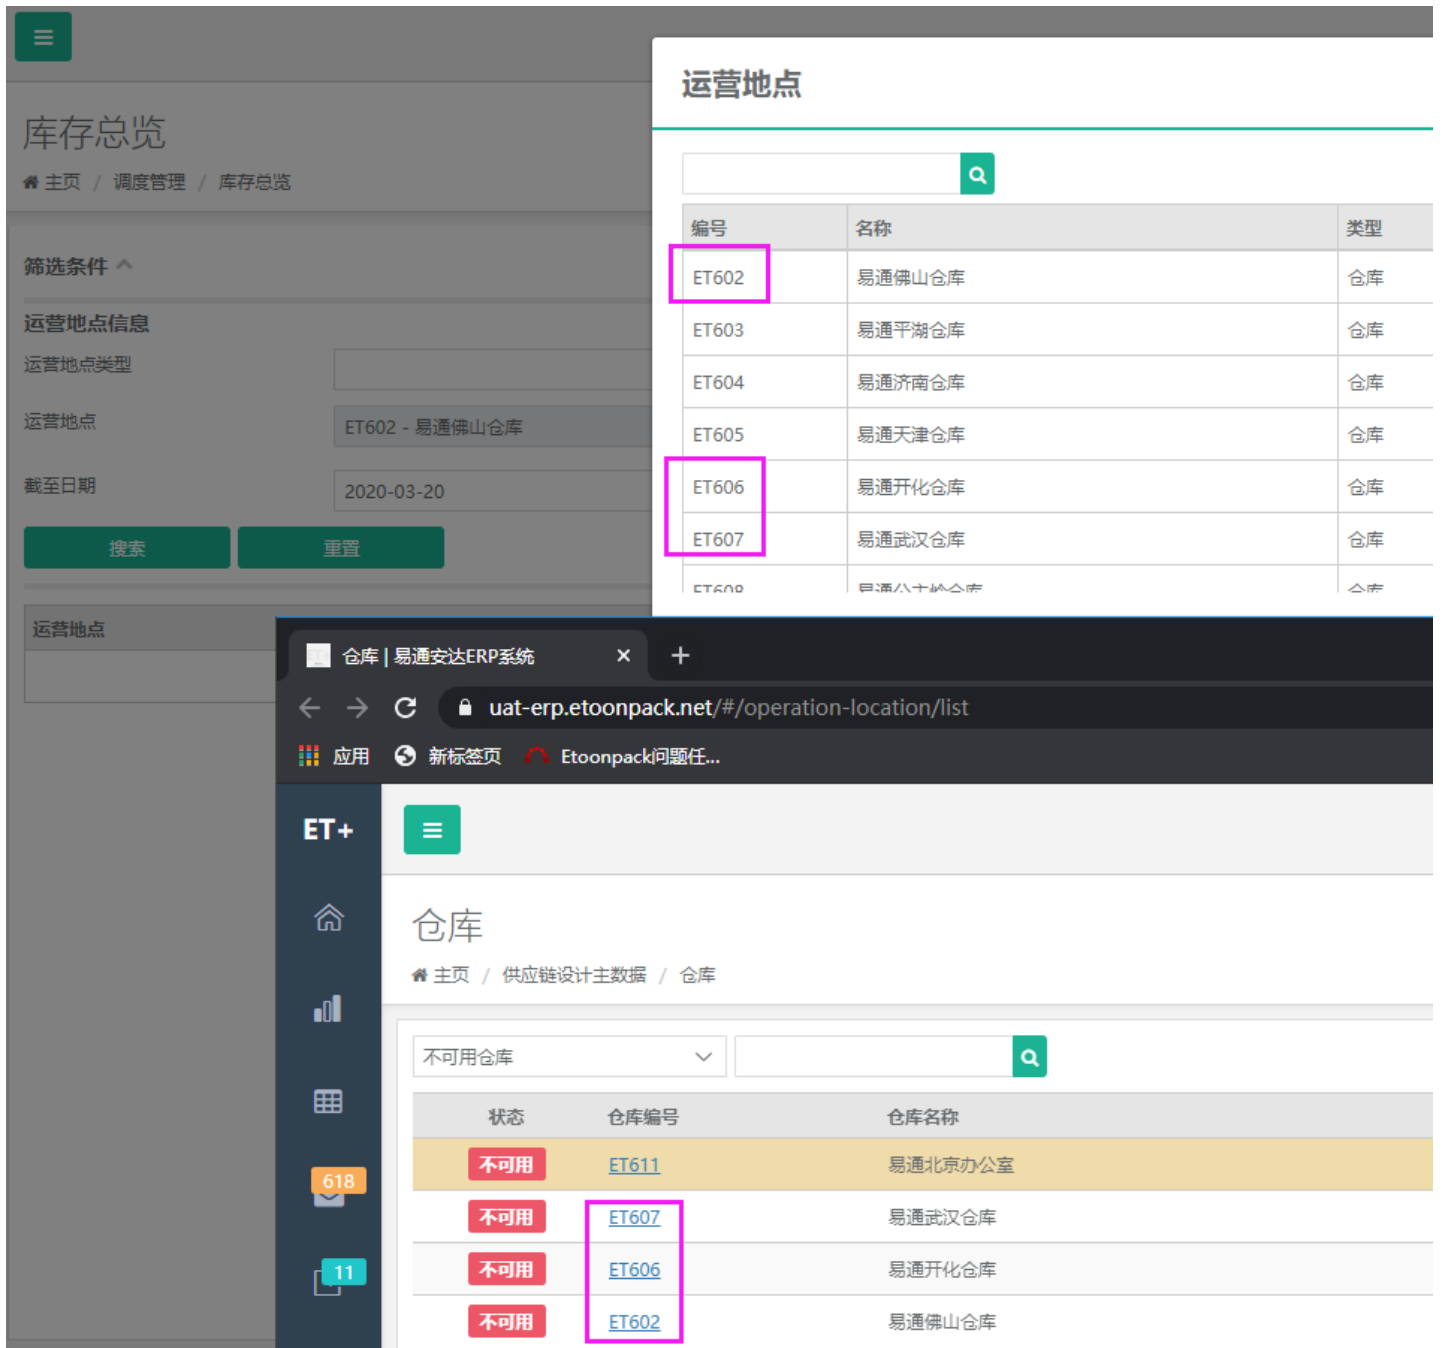 运营地点
库存总览
主页 / 调度管理 / 库存总览
编号 名称 类型
筛选条件
ET602 易通佛山仓库 仓库
运营地点信息
ET603 易通平湖仓库 仓库
运营地点类型
ET604 易通济南仓库 仓库
运营地点 ET602 - 易通佛山仓库
ET605 易通天津仓库 仓库
截至日期 2020-03-20
ET606 易通开化仓库 仓库
搜索 重置
ET607 易通武汉仓库 仓库
ET608 易通公主岭仓库 仓库
运营地点
仓库 | 易通安达ERP系统
uat-erp.etoonpack.net/#/operation-location/list
应用 新标签页 Etoonpack问题任...
ET+
仓库
主页 / 供应链设计主数据 / 仓库
不可用仓库
状态 仓库编号 仓库名称
不可用 ET611 易通北京办公室
618
不可用 ET607 易通武汉仓库
不可用 ET606 易通开化仓库
11
不可用 ET602 易通佛山仓库